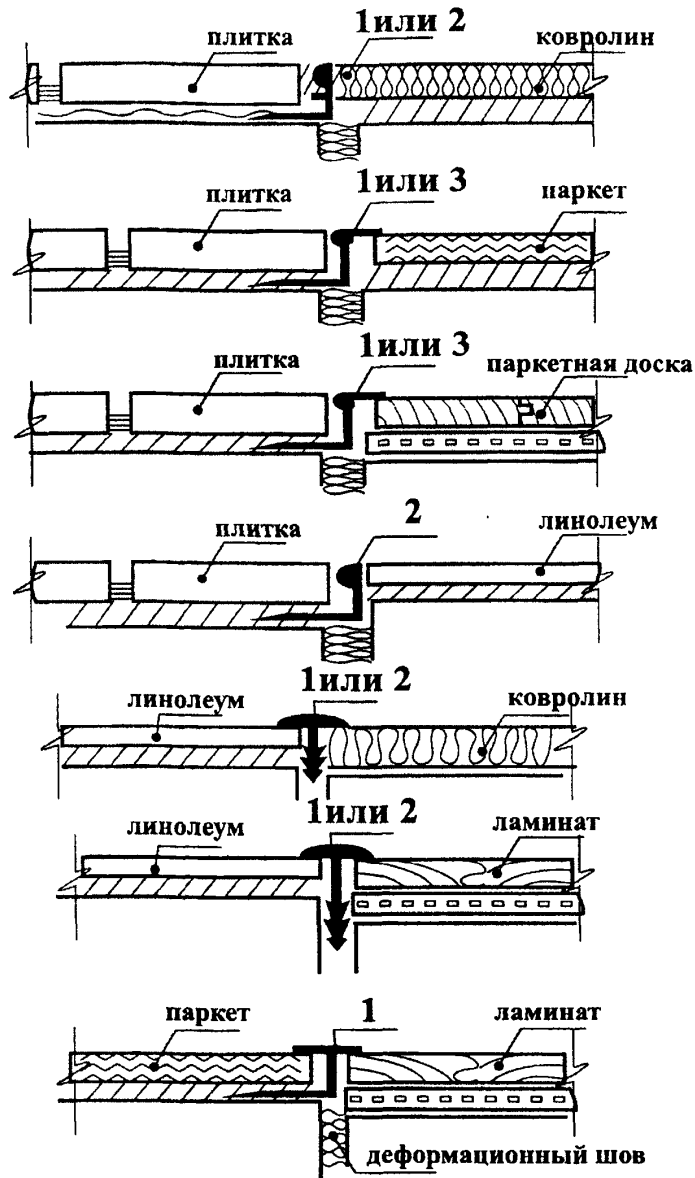 плитка
1или 2
ковролин
плитка
1или 3
паркет
плитка
1или 3
паркетная доска
плитка
2
линолеум
линолеум
1или 2
ковролин
линолеум
1или 2
ламинат
паркет
1
ламинат
деформационный шов